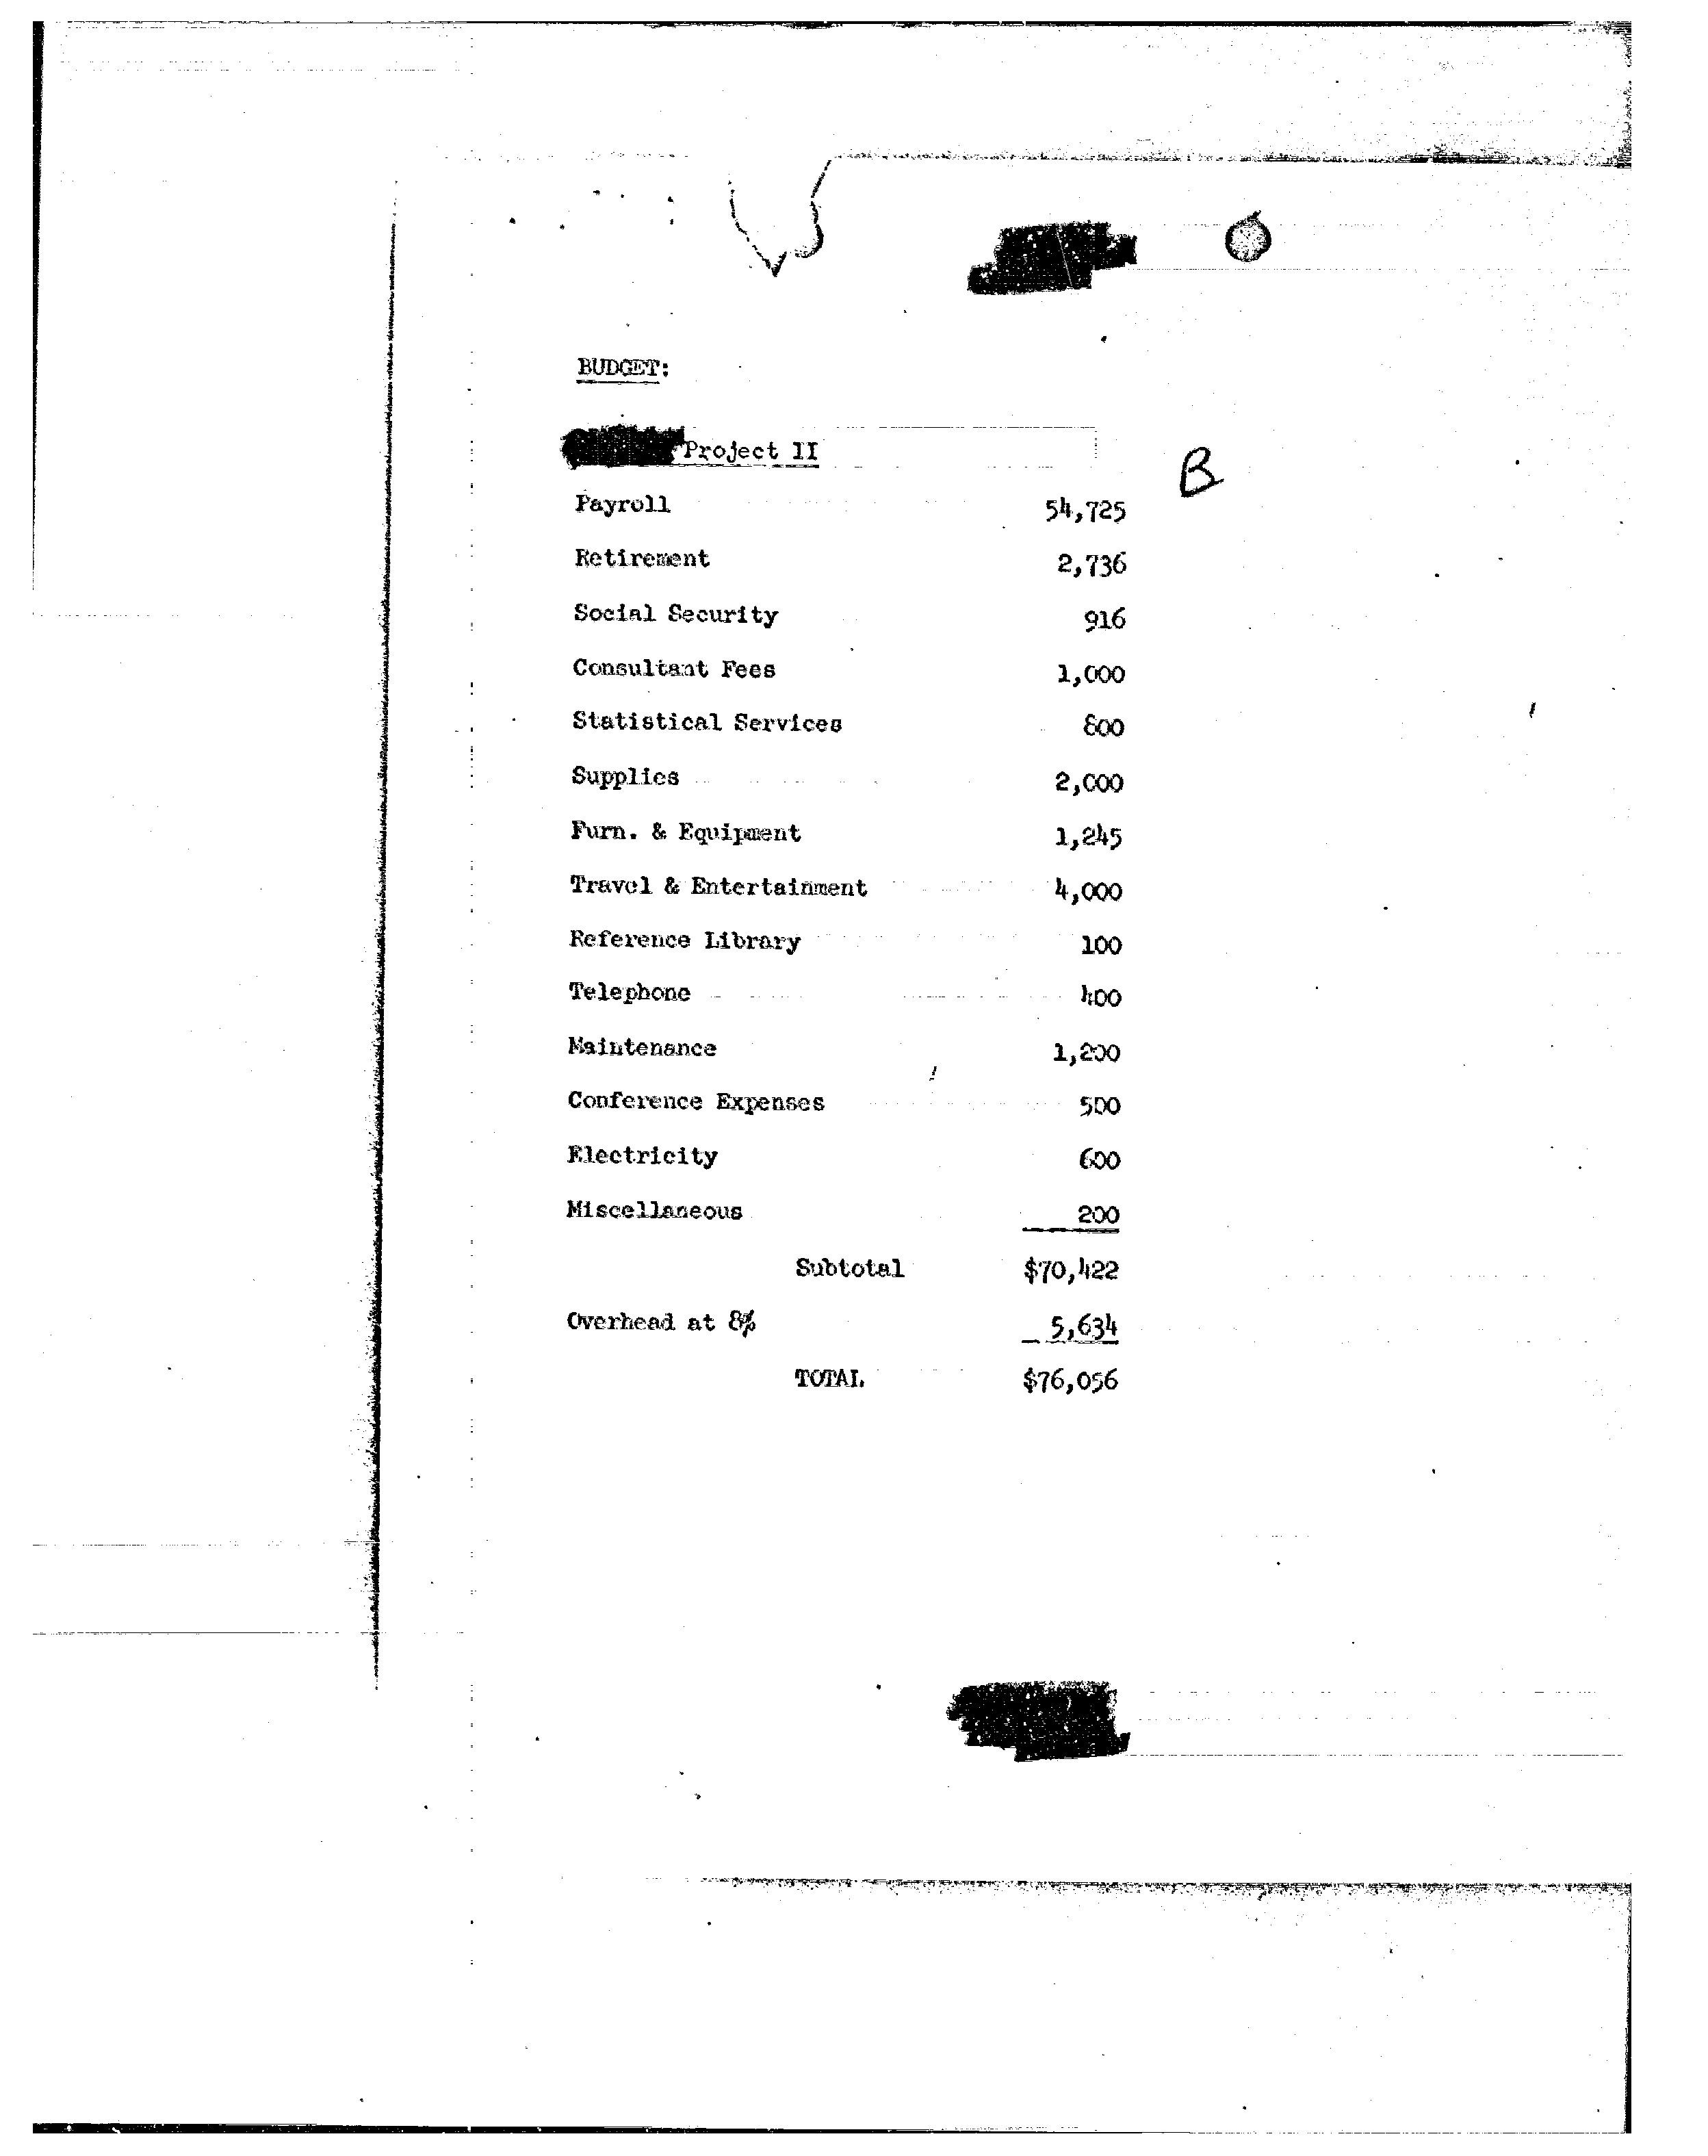 BUDGET:
Project II
B
Payroll 54,725
Retirement 2,736
Social Security 916
Consultant Fees 1,000
Statistical Services 800
Supplies 2,000
Furn. & Equipment 1,245
Travel & Entertainment 4,000
Reference Library 100
Telephone 400
Maintenance 1,200
Conference Expenses 500
Electricity 600
Miscellaneous 200
Subtotal $70,422
Overhead at 8% 5,634
TOTAL $76,056